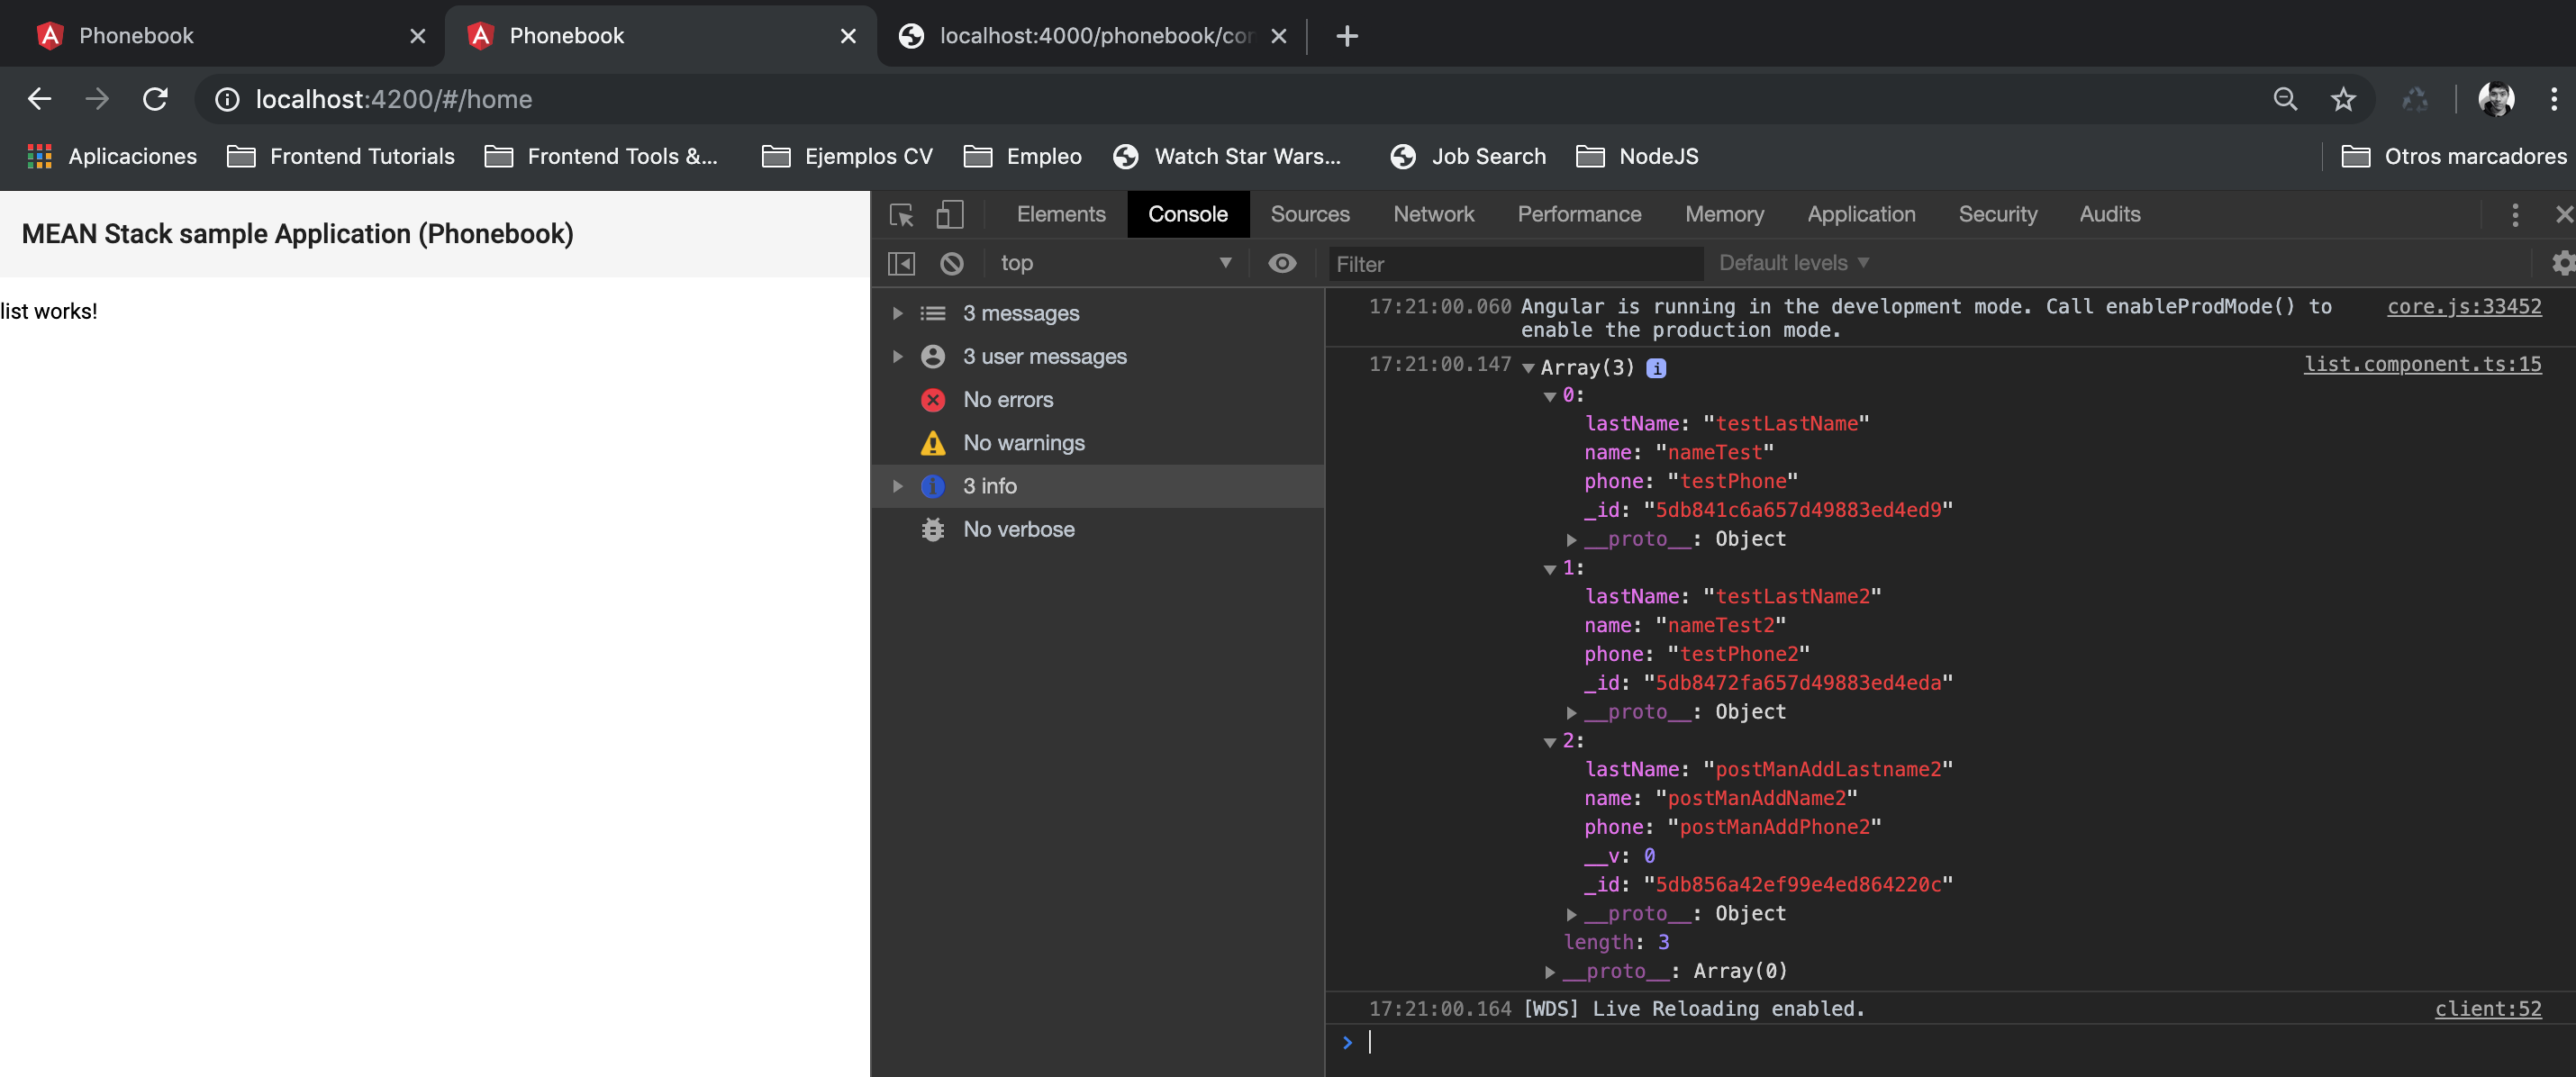 Phonebook
Phonebook
localhost:4000/phonebook/con
localhost:4200/#/home
Aplicaciones
Frontend Tutorials
Frontend Tools &...
Ejemplos CV
Empleo
Watch Star Wars...
Job Search
NodeJS
Otros marcadores
MEAN Stack sample Application (Phonebook)
list works!
Elements
Console
Sources
Network
Performance
Memory
Application
Security
Audits
top
Filter
Default levels
3 messages
3 user messages
No errors
No warnings
3 info
No verbose
17:21:00.060 Angular is running in the development mode. Call enableProdMode() to core.js:33452
enable the production mode.
17:21:00.147 Array(3) i list.component.ts:15
0:
lastName: "testLastName"
name: "nameTest"
phone: "testPhone"
_id: "5db841c6a657d49883ed4ed9"
__proto__: Object
1:
lastName: "testLastName2"
name: "nameTest2"
phone: "testPhone2"
_id: "5db8472fa657d49883ed4eda"
__proto__: Object
2:
lastName: "postManAddLastname2"
name: "postManAddName2"
phone: "postManAddPhone2"
__v: 0
_id: "5db856a42ef99e4ed864220c"
__proto__: Object
length: 3
__proto__: Array(0)
17:21:00.164 [WDS] Live Reloading enabled. client:52